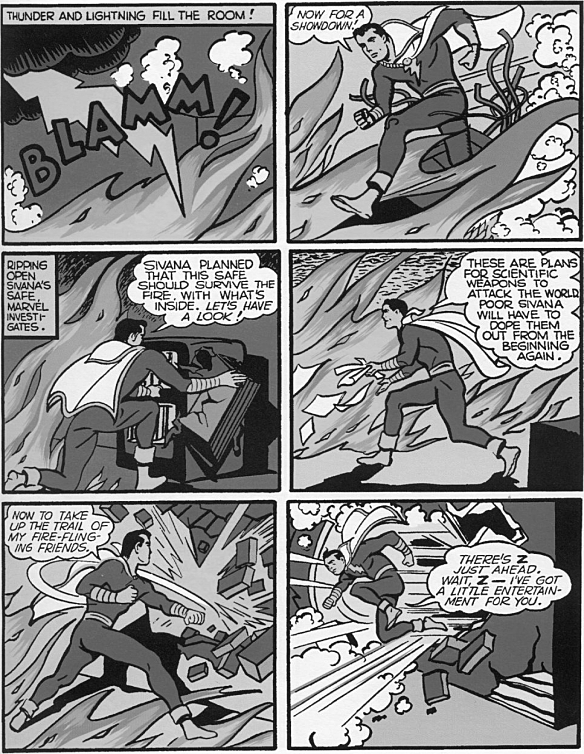 THUNDER AND LIGHTNING FILL THE ROOM!
BLAMM!
NOW FOR A
SHOWDOWN!
RIPPING
OPEN
SIVANA'S
SAFE,
MARVEL
INVESTI-
GATES.
SIVANA PLANNED
THAT THIS SAFE
SHOULD SURVIVE THE
FIRE, WITH WHAT'S
INSIDE. LET'S HAVE
A LOOK!
THESE ARE PLANS
FOR SCIENTIFIC
WEAPONS TO
ATTACK THE WORLD.
POOR SIVANA
WILL HAVE TO
DOPE THEM
OUT FROM THE
BEGINNING
AGAIN.
NOW TO TAKE
UP THE TRAIL OF
MY FIRE-FLING-
ING FRIENDS.
THERE'S Z
JUST AHEAD.
WAIT, Z — I'VE GOT
A LITTLE ENTERTAIN-
MENT FOR YOU.